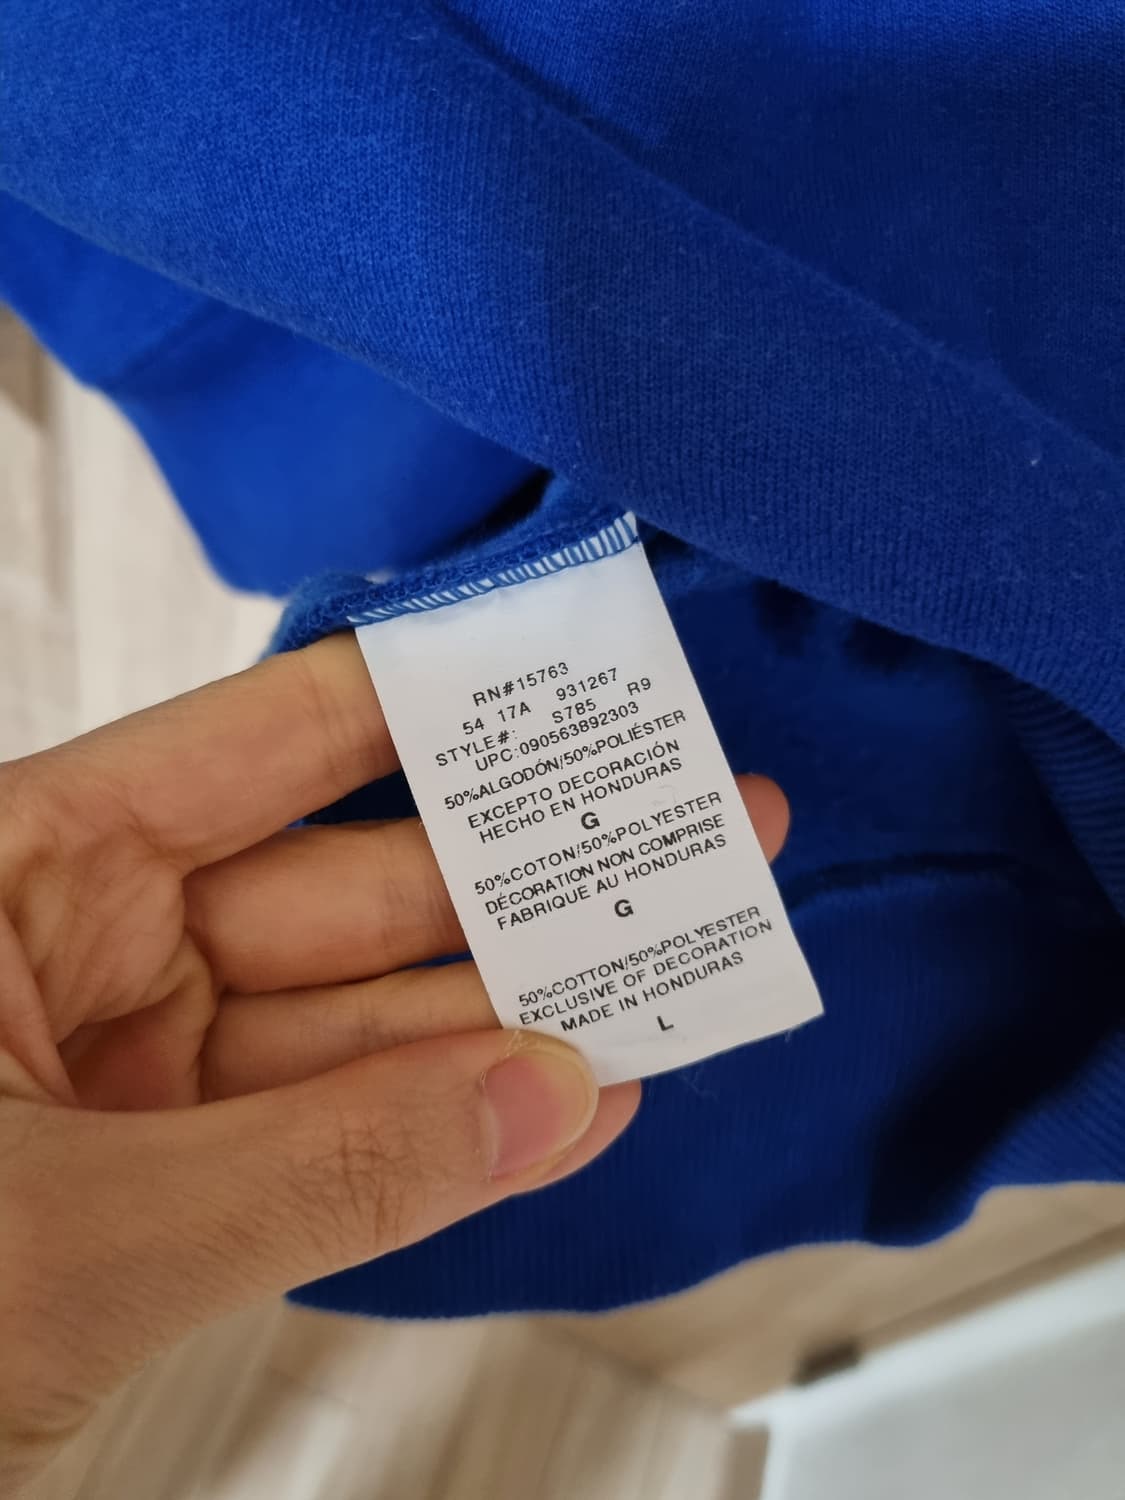 RN#15763
54 17A 931267
STYLE#: S785 R9
UPC:090563892303
50%ALGODÓN/50%POLIÉSTER
EXCEPTO DECORACIÓN
HECHO EN HONDURAS
G
50%COTON/50%POLYESTER
DÉCORATION NON COMPRISE
FABRIQUE AU HONDURAS
G
50%COTTON/50%POLYESTER
EXCLUSIVE OF DECORATION
MADE IN HONDURAS
L